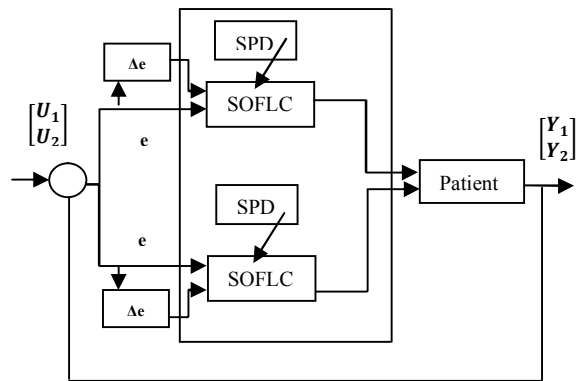 SPD
Δe
SOFLC
[U1
U2]
e
[Y1
Y2]
Patient
SPD
e
SOFLC
Δe